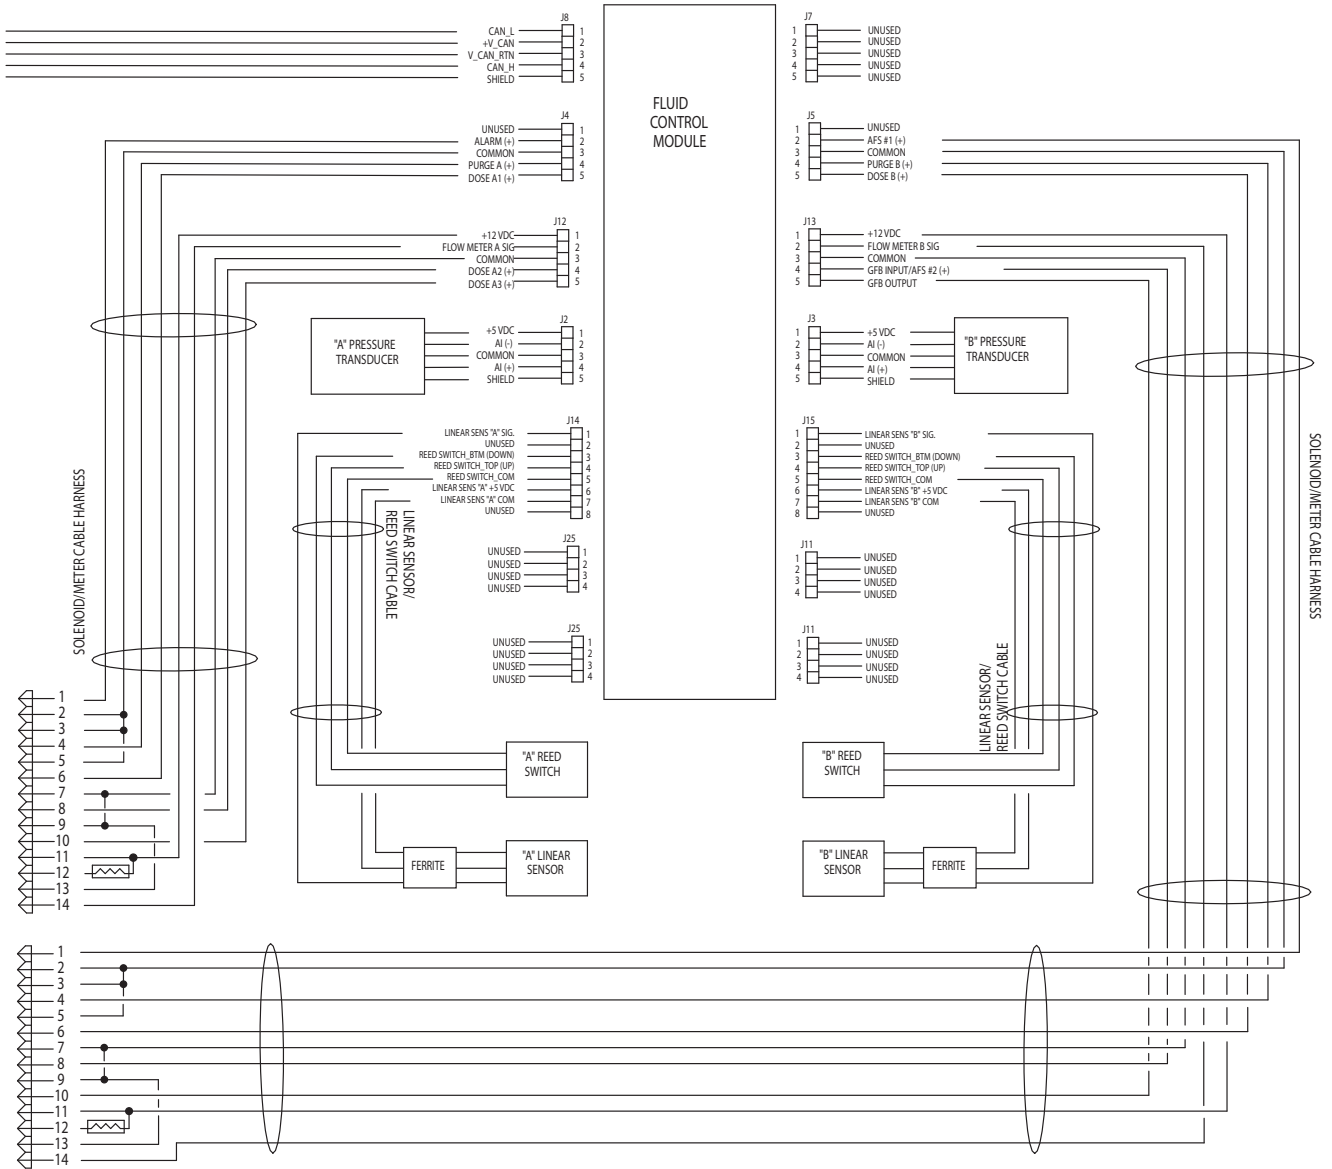 J8
CAN_L 1
+V_CAN 2
V_CAN_RTN 3
CAN_H 4
SHIELD 5
J4
UNUSED 1
ALARM (+) 2
COMMON 3
PURGE A (+) 4
DOSE A1 (+) 5
J12
+12 VDC 1
FLOW METER A SIG 2
COMMON 3
DOSE A2 (+) 4
DOSE A3 (+) 5
J2
+5 VDC 1
AI (-) 2
COMMON 3
AI (+) 4
SHIELD 5
"A" PRESSURE
TRANSDUCER
J14
LINEAR SENS "A" SIG. 1
UNUSED 2
REED SWITCH_BTM (DOWN) 3
REED SWITCH_TOP (UP) 4
REED SWITCH_COM 5
LINEAR SENS "A" +5 VDC 6
LINEAR SENS "A" COM 7
UNUSED 8
J25
UNUSED 1
UNUSED 2
UNUSED 3
UNUSED 4
J25
UNUSED 1
UNUSED 2
UNUSED 3
UNUSED 4
SOLENOID/METER CABLE HARNESS
LINEAR SENSOR/
REED SWITCH CABLE
"A" REED
SWITCH
FERRITE
"A" LINEAR
SENSOR
FLUID
CONTROL
MODULE
J7
1 UNUSED
2 UNUSED
3 UNUSED
4 UNUSED
5 UNUSED
J5
1 UNUSED
2 AFS #1 (+)
3 COMMON
4 PURGE B (+)
5 DOSE B (+)
J13
1 +12 VDC
2 FLOW METER B SIG
3 COMMON
4 GFB INPUT/AFS #2 (+)
5 GFB OUTPUT
J3
1 +5 VDC
2 AI (-)
3 COMMON
4 AI (+)
5 SHIELD
"B" PRESSURE
TRANSDUCER
J15
1 LINEAR SENS "B" SIG.
2 UNUSED
3 REED SWITCH_BTM (DOWN)
4 REED SWITCH_TOP (UP)
5 REED SWITCH_COM
6 LINEAR SENS "B" +5 VDC
7 LINEAR SENS "B" COM
8 UNUSED
J11
1 UNUSED
2 UNUSED
3 UNUSED
4 UNUSED
J11
1 UNUSED
2 UNUSED
3 UNUSED
4 UNUSED
LINEAR SENSOR/
REED SWITCH CABLE
SOLENOID/METER CABLE HARNESS
"B" REED
SWITCH
"B" LINEAR
SENSOR
FERRITE
1
2
3
4
5
6
7
8
9
10
11
12
13
14
1
2
3
4
5
6
7
8
9
10
11
12
13
14